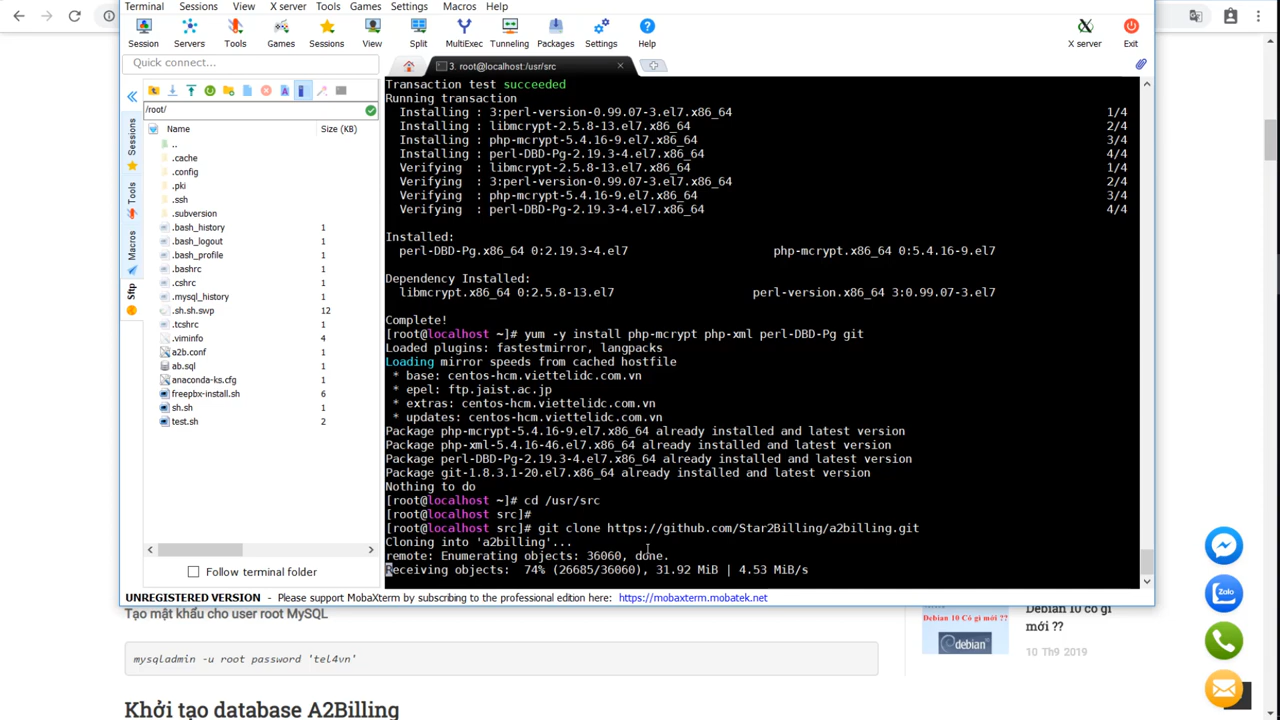 Terminal Sessions View X server Tools Games Settings Macros Help
Session Servers Tools Games Sessions View Split MultiExec Tunneling Packages Settings Help X server Exit
Quick connect...
3. root@localhost:/usr/src
/root/
Name Size (KB)
..
.cache
.config
.pki
.ssh
.subversion
.bash_history 1
.bash_logout 1
.bash_profile 1
.bashrc 1
.cshrc 1
.mysql_history 1
.sh.sh.swp 12
.tcshrc 1
.viminfo 4
a2b.conf 1
ab.sql 1
anaconda-ks.cfg 1
freepbx-install.sh 6
sh.sh 1
test.sh 2
Sessions
Tools
Macros
Sftp
Follow terminal folder
Transaction test succeeded
Running transaction
Installing : 3:perl-version-0.99.07-3.el7.x86_64 1/4
Installing : libmcrypt-2.5.8-13.el7.x86_64 2/4
Installing : php-mcrypt-5.4.16-9.el7.x86_64 3/4
Installing : perl-DBD-Pg-2.19.3-4.el7.x86_64 4/4
Verifying : libmcrypt-2.5.8-13.el7.x86_64 1/4
Verifying : 3:perl-version-0.99.07-3.el7.x86_64 2/4
Verifying : php-mcrypt-5.4.16-9.el7.x86_64 3/4
Verifying : perl-DBD-Pg-2.19.3-4.el7.x86_64 4/4
Installed:
perl-DBD-Pg.x86_64 0:2.19.3-4.el7 php-mcrypt.x86_64 0:5.4.16-9.el7
Dependency Installed:
libmcrypt.x86_64 0:2.5.8-13.el7 perl-version.x86_64 3:0.99.07-3.el7
Complete!
[root@localhost ~]# yum -y install php-mcrypt php-xml perl-DBD-Pg git
Loaded plugins: fastestmirror, langpacks
Loading mirror speeds from cached hostfile
* base: centos-hcm.viettelidc.com.vn
* epel: ftp.jaist.ac.jp
* extras: centos-hcm.viettelidc.com.vn
* updates: centos-hcm.viettelidc.com.vn
Package php-mcrypt-5.4.16-9.el7.x86_64 already installed and latest version
Package php-xml-5.4.16-46.el7.x86_64 already installed and latest version
Package perl-DBD-Pg-2.19.3-4.el7.x86_64 already installed and latest version
Package git-1.8.3.1-20.el7.x86_64 already installed and latest version
Nothing to do
[root@localhost ~]# cd /usr/src
[root@localhost src]#
[root@localhost src]# git clone https://github.com/Star2Billing/a2billing.git
Cloning into 'a2billing'...
remote: Enumerating objects: 36060, done.
Receiving objects: 74% (26685/36060), 31.92 MiB | 4.53 MiB/s
UNREGISTERED VERSION - Please support MobaXterm by subscribing to the professional edition here: https://mobaxterm.mobatek.net
Tạo mật khẩu cho user root MySQL
mysqladmin -u root password 'tel4vn'
Khởi tạo database A2Billing
Debian 10 Có gì mới ??
debian
Debian 10 có gì
mới ??
10 Th9 2019
Zalo